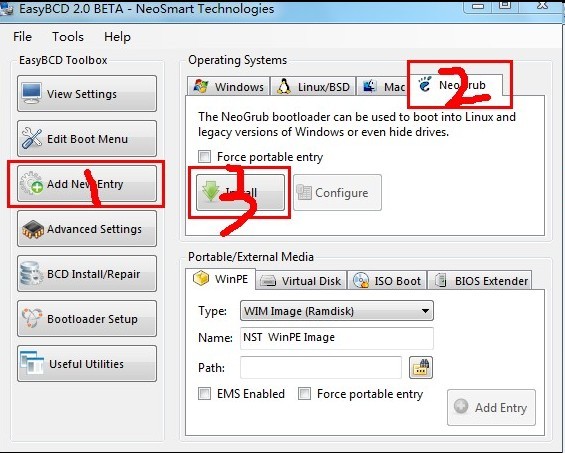 EasyBCD 2.0 BETA - NeoSmart Technologies
File Tools Help
EasyBCD Toolbox
View Settings
Edit Boot Menu
Add New Entry
1
Advanced Settings
BCD Install/Repair
Bootloader Setup
Useful Utilities
Operating Systems
Windows Linux/BSD Mac NeoGrub
2
The NeoGrub bootloader can be used to boot into Linux and
legacy versions of Windows or even hide drives.
Force portable entry
Install Configure
3
Portable/External Media
WinPE Virtual Disk ISO Boot BIOS Extender
Type: WIM Image (Ramdisk)
Name: NST WinPE Image
Path:
EMS Enabled Force portable entry
Add Entry